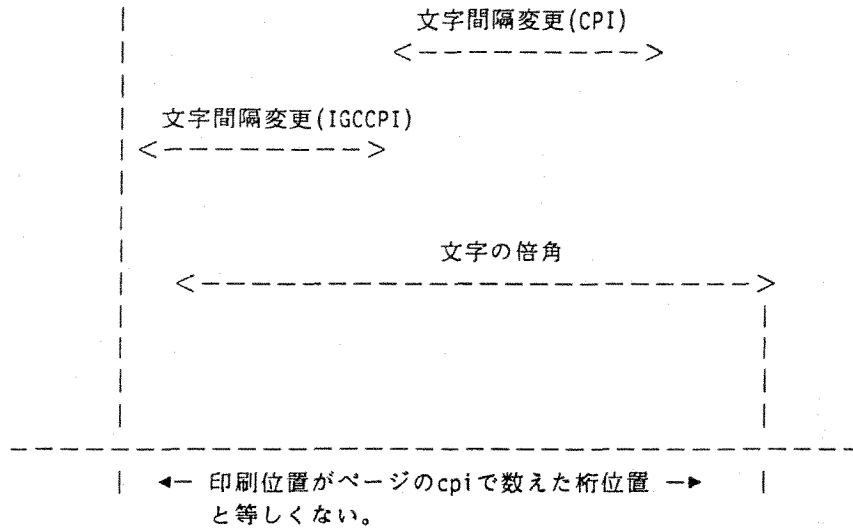 文字間隔変更(CPI)
<---------->
文字間隔変更(IGCCPI)
<--------->
文字の倍角
<---------------------->
◄— 印刷位置がページのcpiで数えた桁位置 —►
と等しくない。